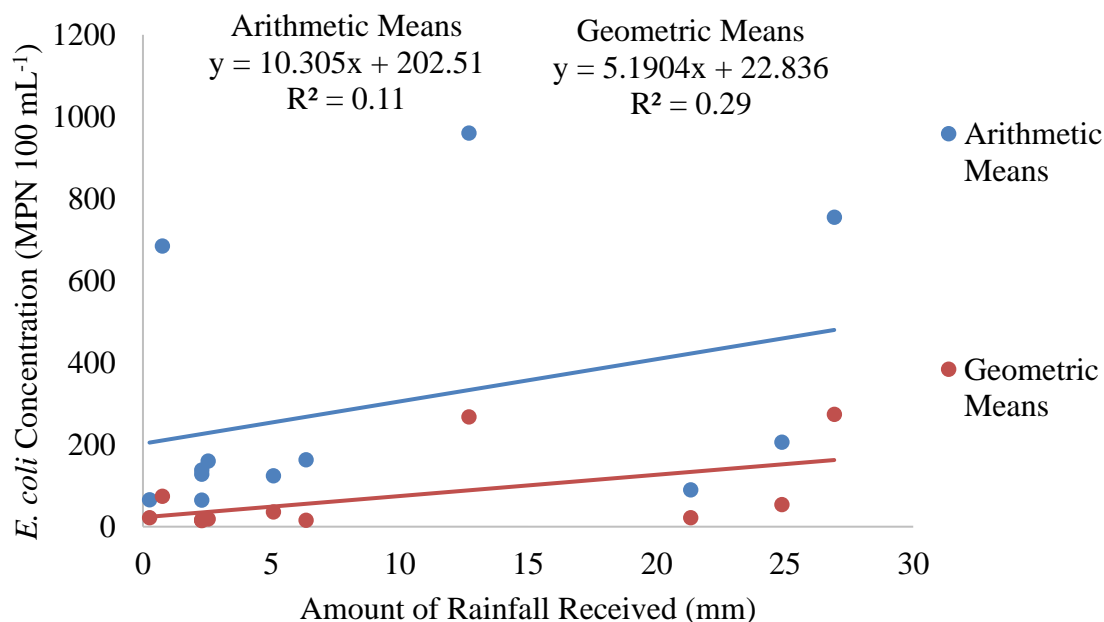 Arithmetic Means
y = 10.305x + 202.51
R² = 0.11
Geometric Means
y = 5.1904x + 22.836
R² = 0.29
E. coli Concentration (MPN 100 mL⁻¹)
1200
1000
800
600
400
200
0
0 5 10 15 20 25 30
Amount of Rainfall Received (mm)
Arithmetic
Means
Geometric
Means